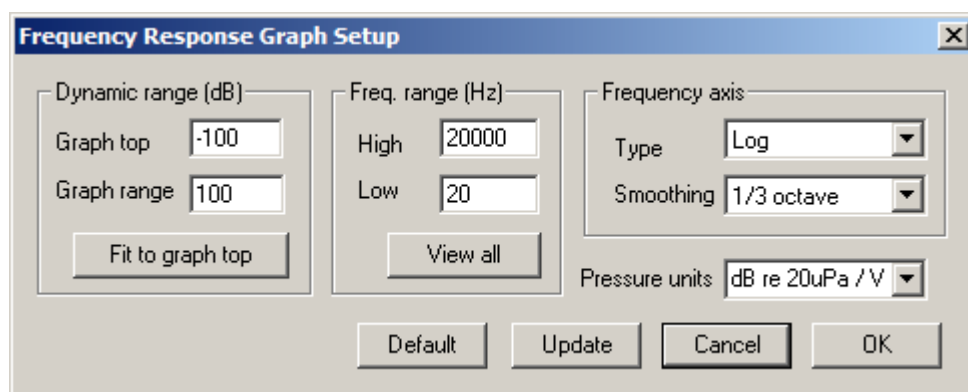 Frequency Response Graph Setup
Dynamic range (dB)
Graph top -100
Graph range 100
Fit to graph top
Freq. range (Hz)
High 20000
Low 20
View all
Frequency axis
Type Log
Smoothing 1/3 octave
Pressure units dB re 20uPa / V
Default Update Cancel OK